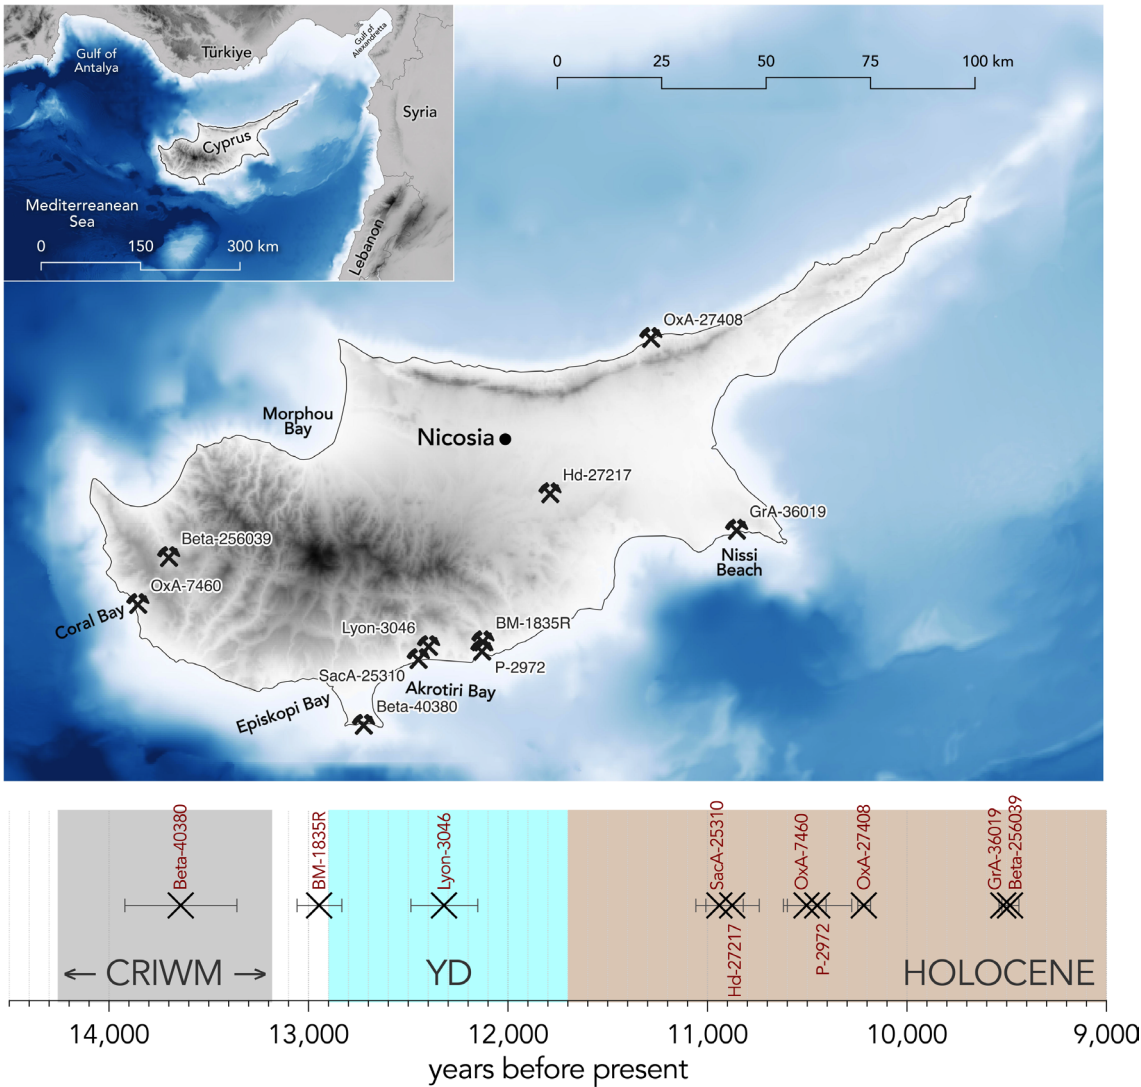 Gulf of
Antalya
Türkiye
Gulf of
Alexandretta
Syria
Cyprus
Mediterranean
Sea
0 150 300 km
Lebanon
0 25 50 75 100 km
OxA-27408
Morphou
Bay
Nicosia
Hd-27217
GrA-36019
Nissi
Beach
Beta-256039
OxA-7460
Coral Bay
Lyon-3046
BM-1835R
P-2972
SacA-25310
Akrotiri Bay
Episkopi Bay
Beta-40380
Beta-40380
BM-1835R
Lyon-3046
SacA-25310
Hd-27217
OxA-7460
P-2972
OxA-27408
GrA-36019
Beta-256039
← CRIWM →
YD
HOLOCENE
14,000 13,000 12,000 11,000 10,000 9,000
years before present